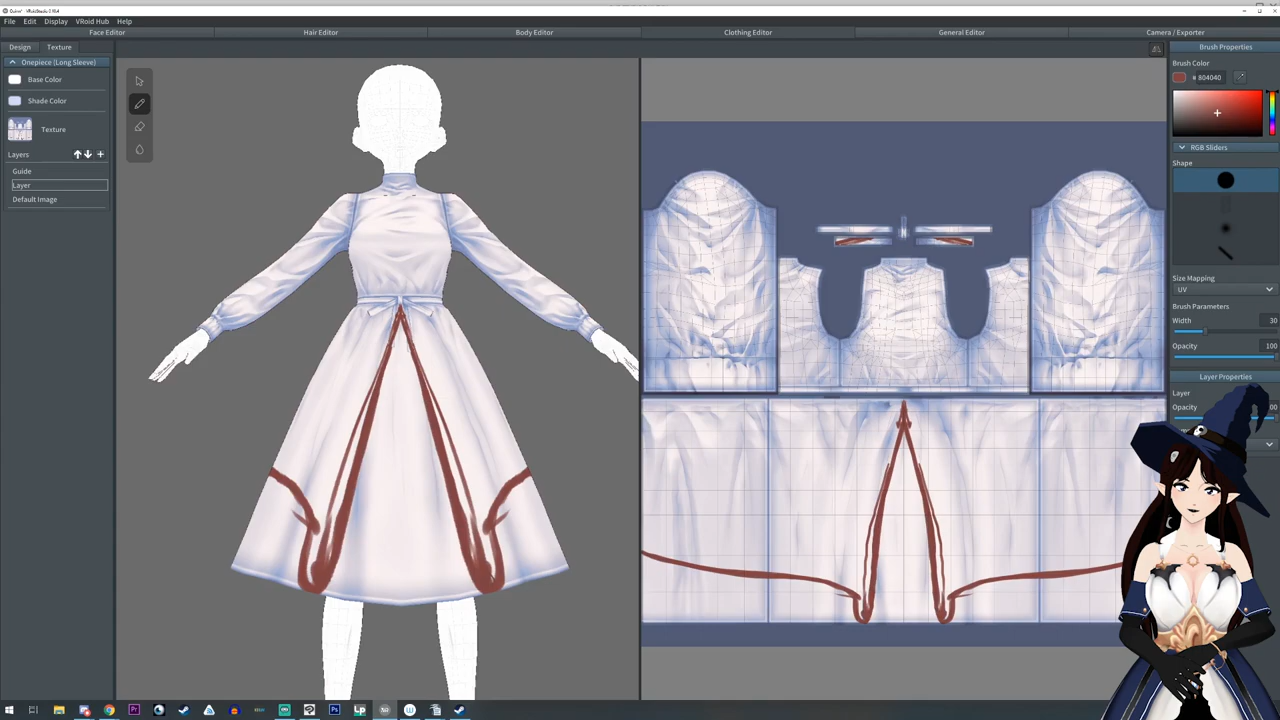 File Edit Display VRoid Hub Help
Face Editor Hair Editor Body Editor Clothing Editor General Editor Camera / Exporter
Design Texture
Onepiece (Long Sleeve)
Base Color
Shade Color
Texture
Layers
Guide
Layer
Default Image
Brush Properties
Brush Color
# 804040
RGB Sliders
Shape
Size Mapping
UV
Brush Parameters
Width 30
Opacity 100
Layer Properties
Layer
Opacity